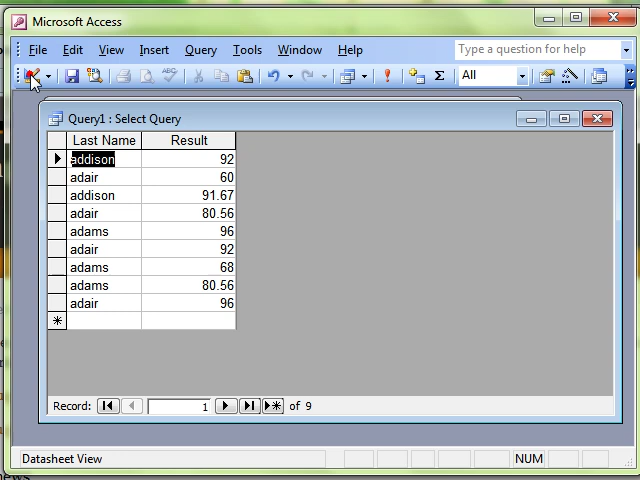 Microsoft Access
File Edit View Insert Query Tools Window Help Type a question for help
ABC Σ All
Query1 : Select Query
Last Name Result
addison 92
adair 60
addison 91.67
adair 80.56
adams 96
adair 92
adams 68
adams 80.56
adair 96
Record: 1 of 9
Datasheet View NUM
news